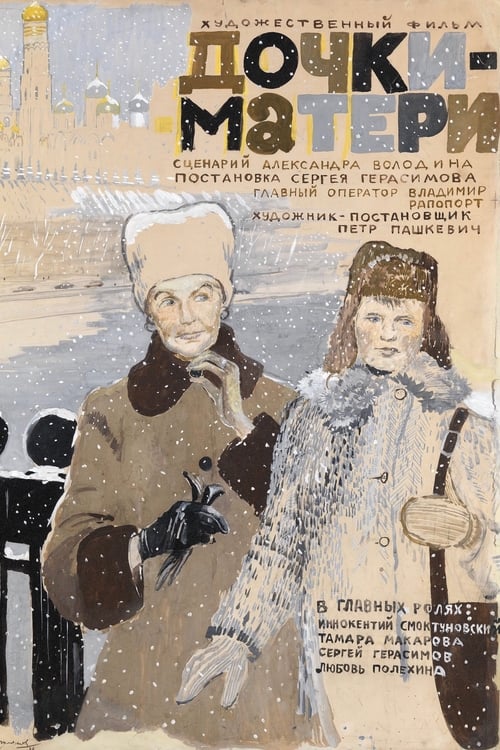 ХУДОЖЕСТВЕННЫЙ ФИЛЬМ
ДОЧКИ-
-МАТЕРИ
СЦЕНАРИЙ АЛЕКСАНДРА ВОЛОДИНА
ПОСТАНОВКА СЕРГЕЯ ГЕРАСИМОВА
ГЛАВНЫЙ ОПЕРАТОР ВЛАДИМИР
РАПОПОРТ
ХУДОЖНИК-ПОСТАНОВЩИК
ПЕТР ПАШКЕВИЧ
В ГЛАВНЫХ РОЛЯХ:
ИННОКЕНТИЙ СМОКТУНОВСКИ
ТАМАРА МАКАРОВА
СЕРГЕЙ ГЕРАСИМОВ
ЛЮБОВЬ ПОЛЕХИНА